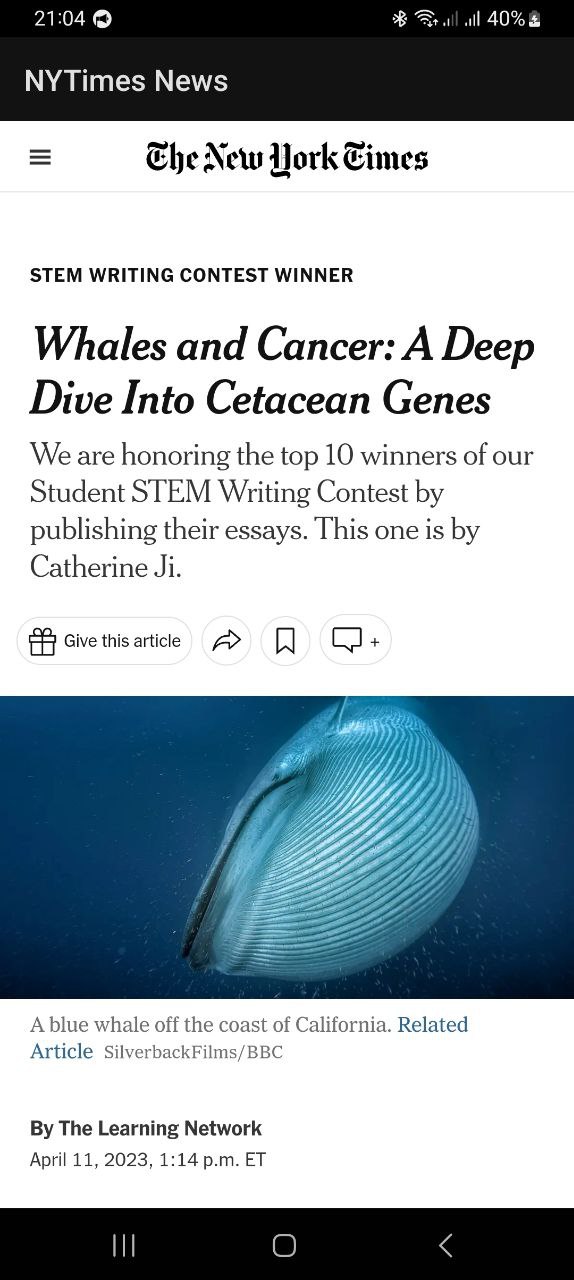 21:04
40%
NYTimes News
The New York Times
STEM WRITING CONTEST WINNER
Whales and Cancer: A Deep
Dive Into Cetacean Genes
We are honoring the top 10 winners of our
Student STEM Writing Contest by
publishing their essays. This one is by
Catherine Ji.
Give this article
+
A blue whale off the coast of California. Related
Article SilverbackFilms/BBC
By The Learning Network
April 11, 2023, 1:14 p.m. ET